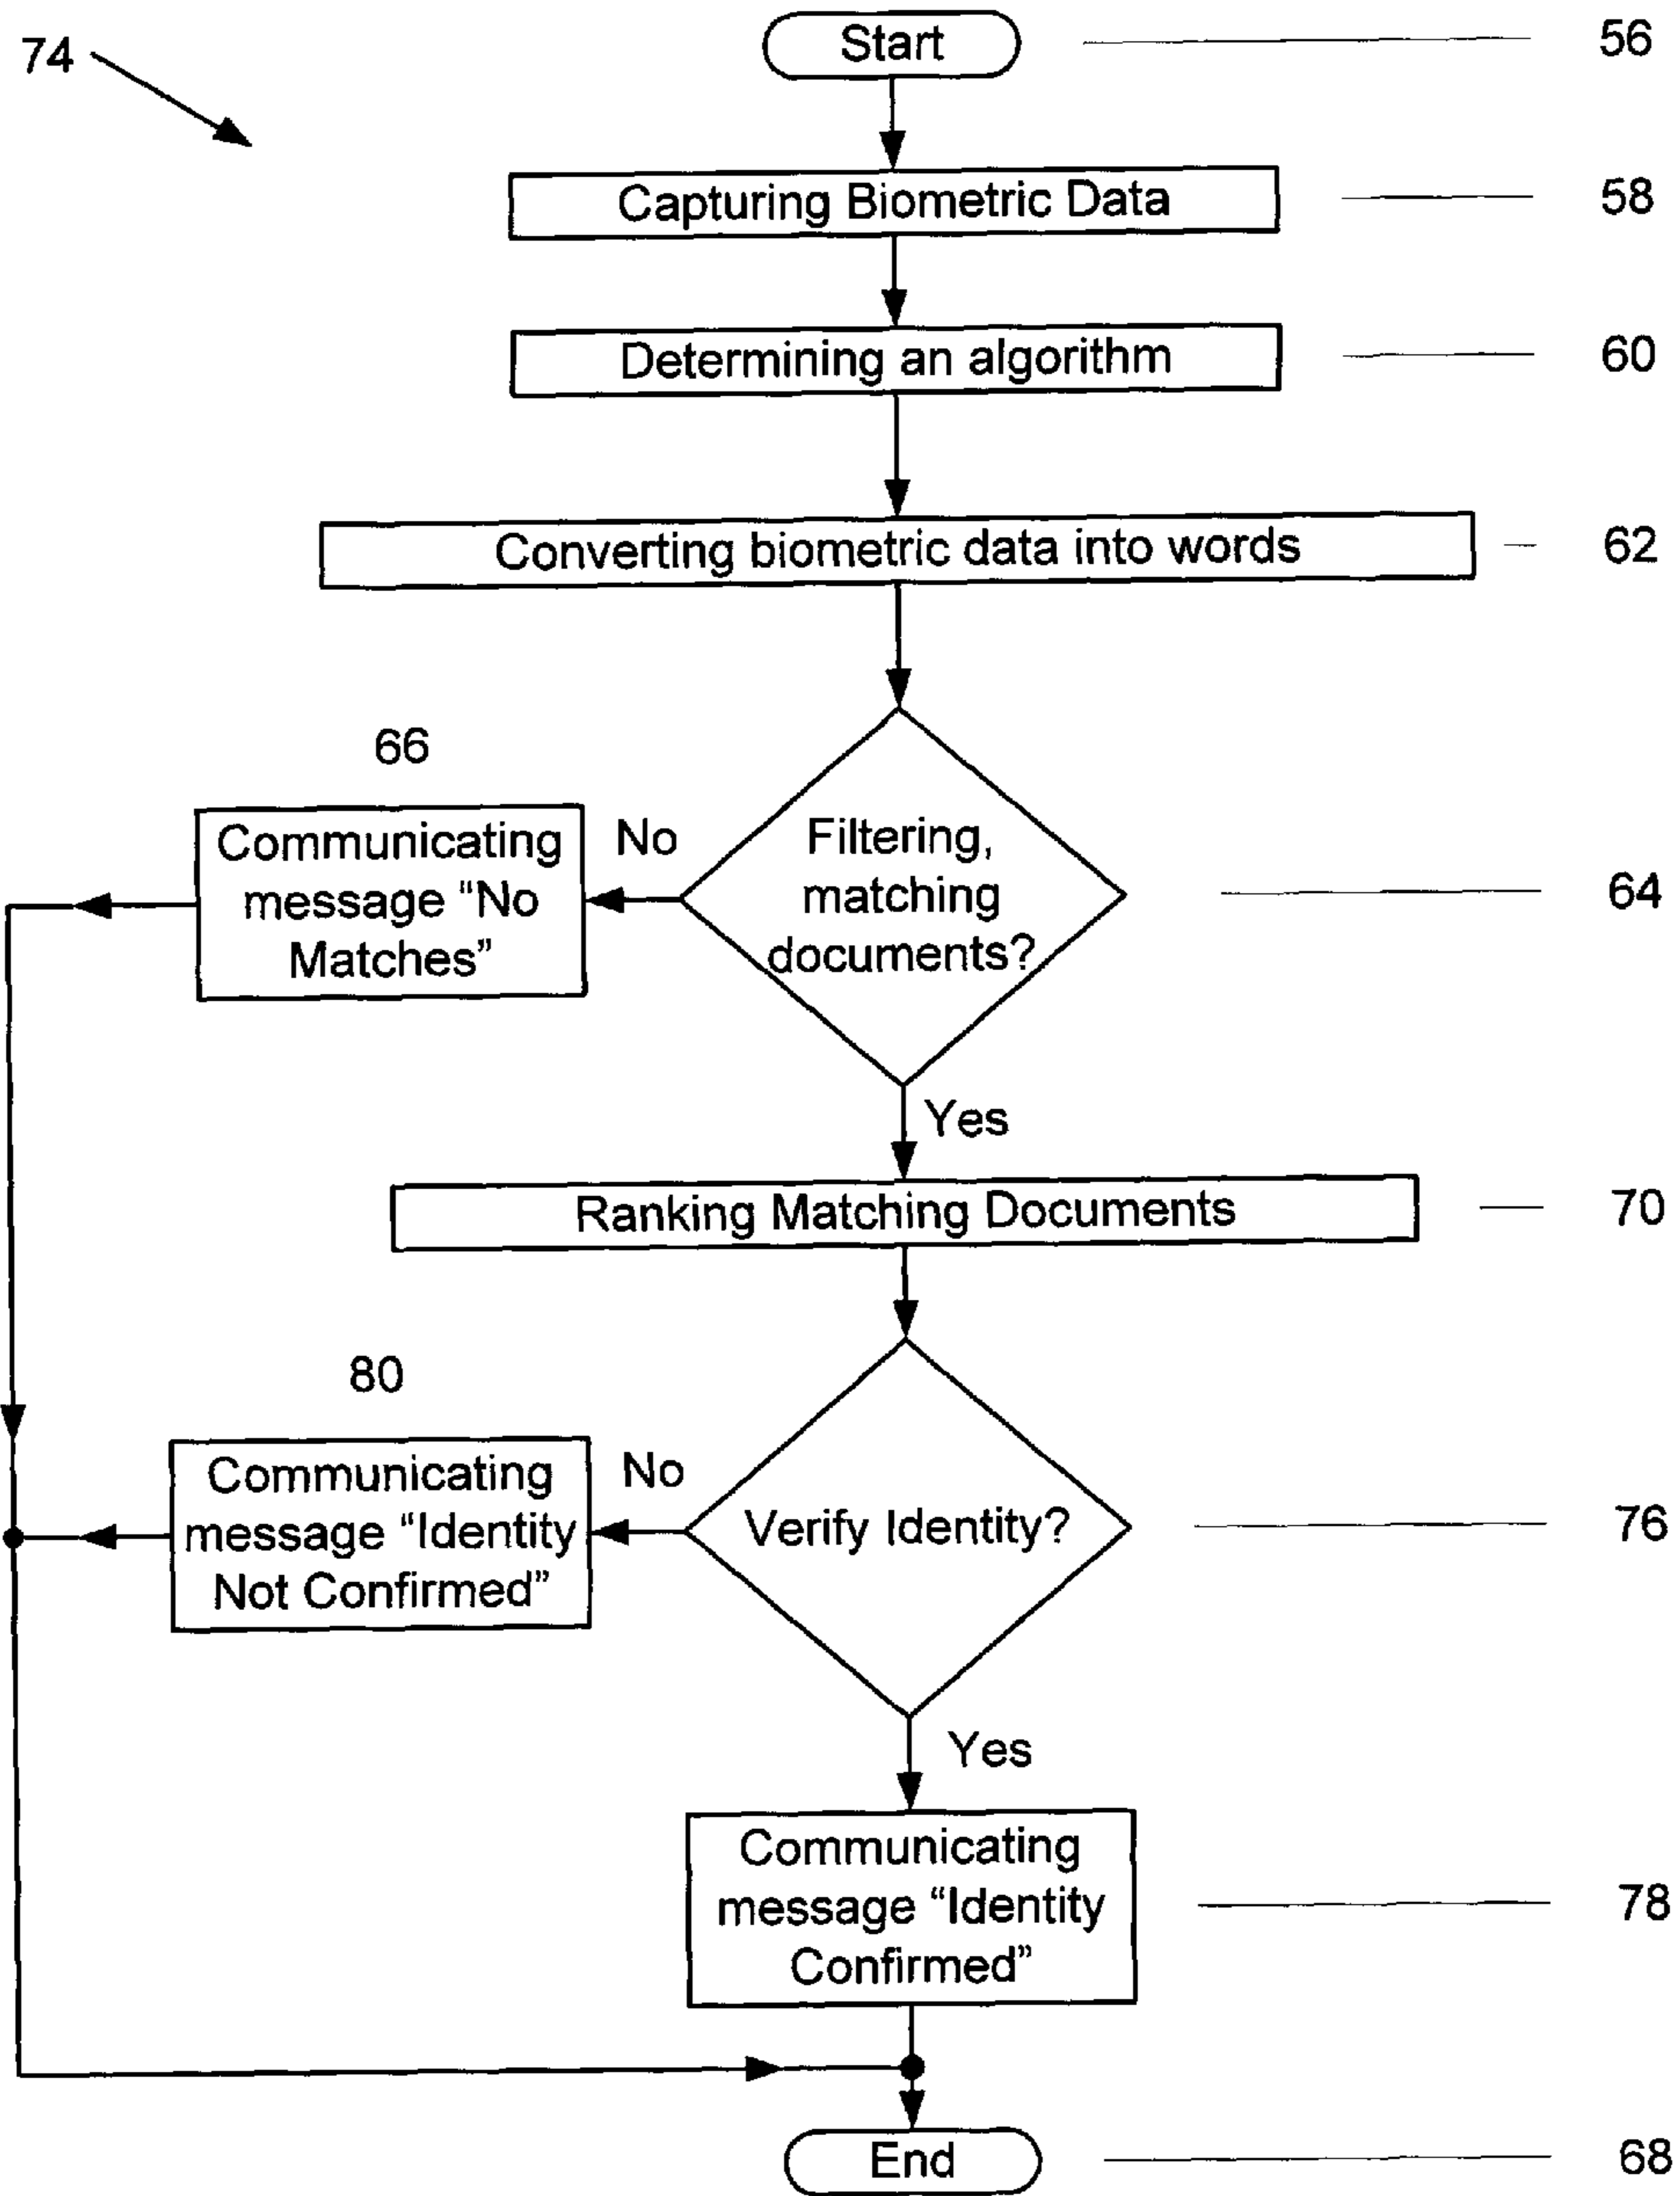 74
Start
56
Capturing Biometric Data
58
Determining an algorithm
60
Converting biometric data into words
62
66
Communicating
message “No
Matches”
No
Filtering,
matching
documents?
64
Yes
Ranking Matching Documents
70
80
Communicating
message “Identity
Not Confirmed”
No
Verify Identity?
76
Yes
Communicating
message “Identity
Confirmed”
78
End
68